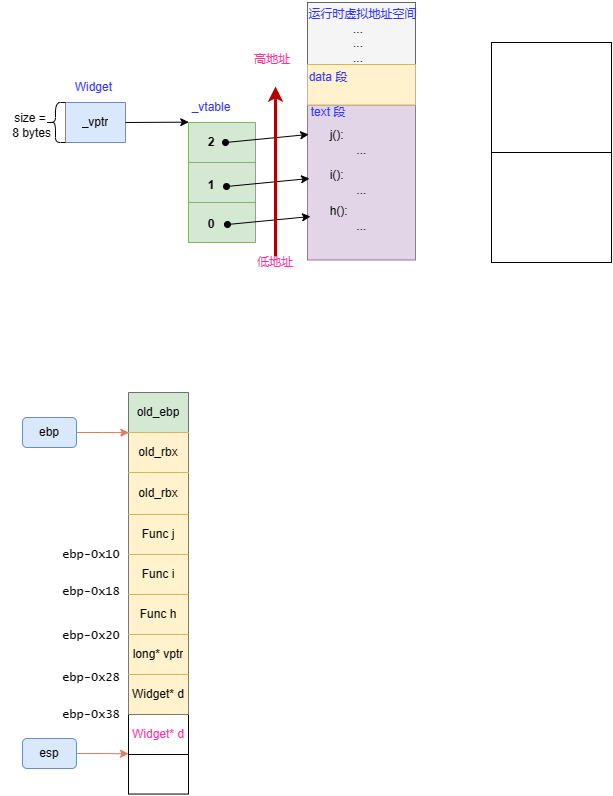 运行时虚拟地址空间
...
...
...
高地址
data 段
Widget
_vtable
text 段
size =
8 bytes
_vptr
2
j():
...
1
i():
...
0
h():
...
低地址
old_ebp
ebp
old_rbx
old_rbx
Func j
ebp-0x10
Func i
ebp-0x18
Func h
ebp-0x20
long* vptr
ebp-0x28
Widget* d
ebp-0x38
Widget* d
esp